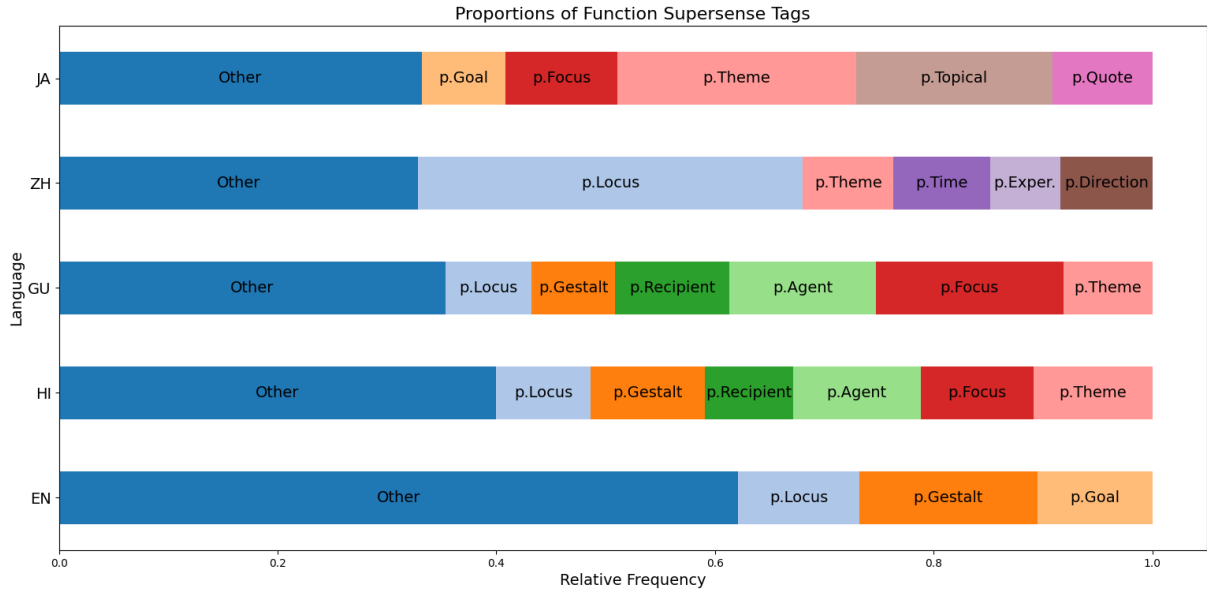 Proportions of Function Supersense Tags
JA
Other
p.Goal
p.Focus
p.Theme
p.Topical
p.Quote
ZH
Other
p.Locus
p.Theme
p.Time
p.Exper.
p.Direction
GU
Other
p.Locus
p.Gestalt
p.Recipient
p.Agent
p.Focus
p.Theme
HI
Other
p.Locus
p.Gestalt
p.Recipient
p.Agent
p.Focus
p.Theme
EN
Other
p.Locus
p.Gestalt
p.Goal
Language
0.0
0.2
0.4
0.6
0.8
1.0
Relative Frequency